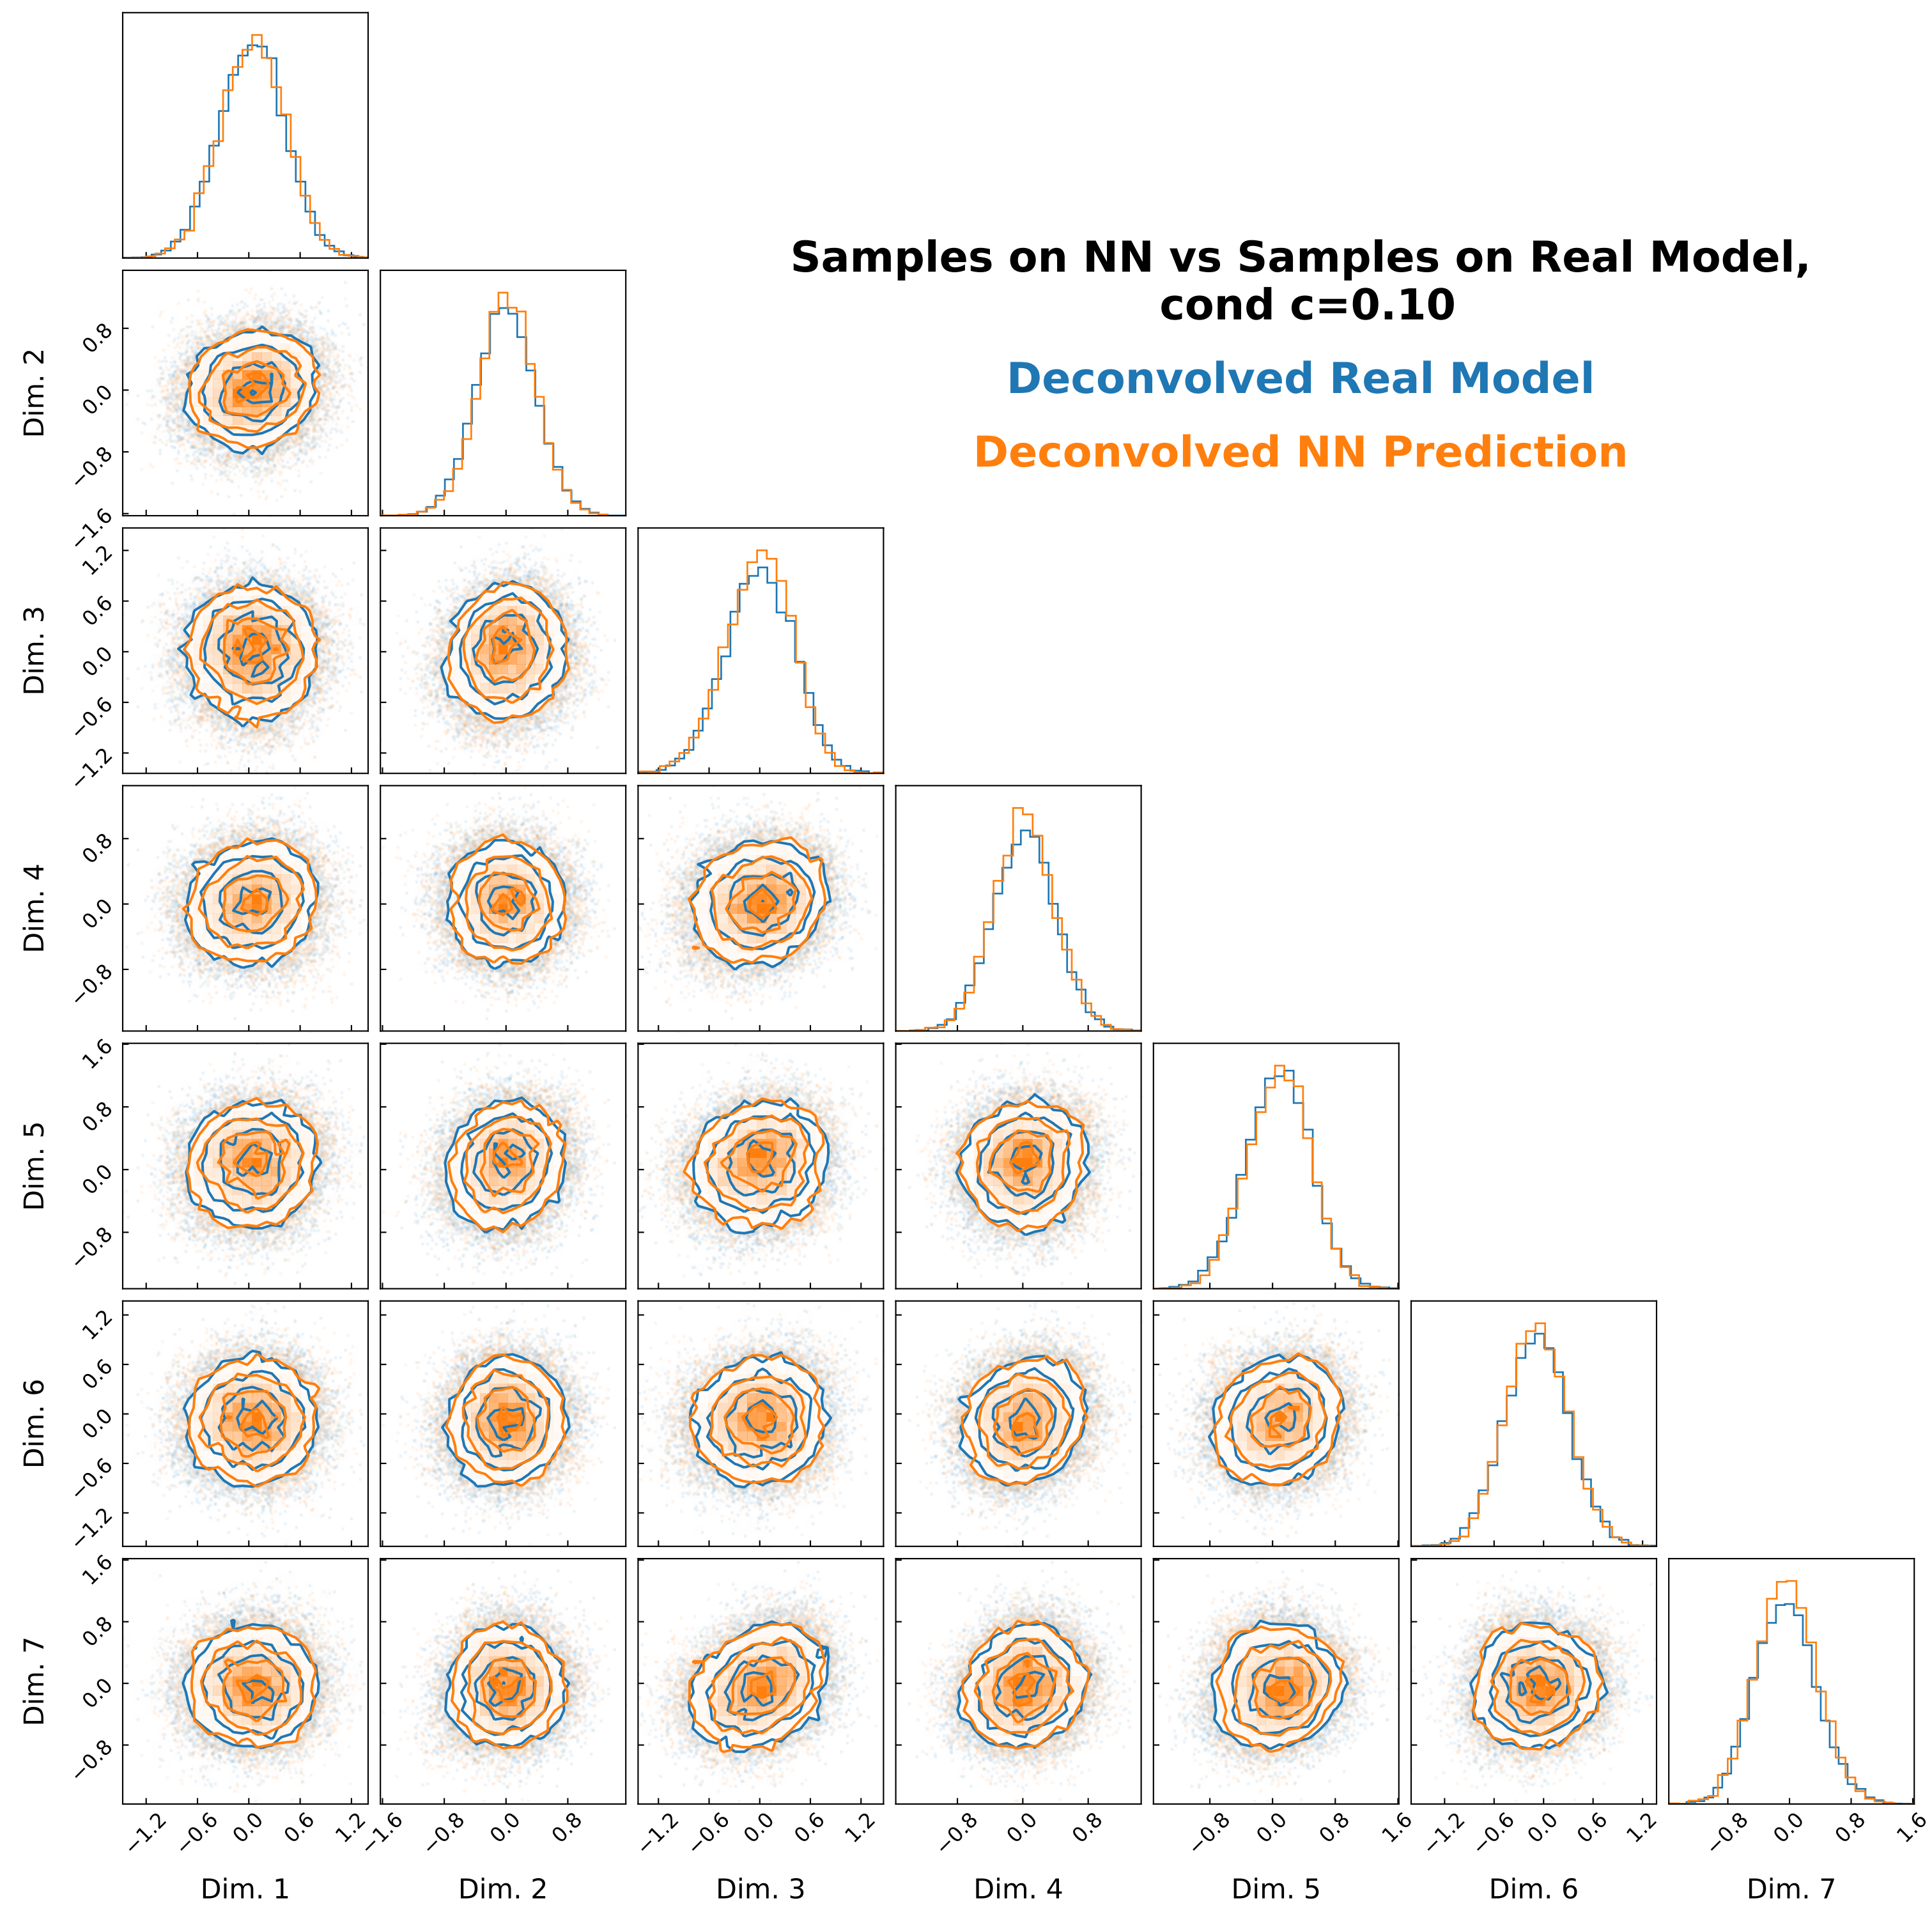 Samples on NN vs Samples on Real Model,
cond c=0.10
Deconvolved Real Model
Deconvolved NN Prediction
Dim. 2
0.8
0.0
−0.8
−1.6
Dim. 3
1.2
0.6
0.0
−0.6
−1.2
Dim. 4
0.8
0.0
−0.8
Dim. 5
1.6
0.8
0.0
−0.8
Dim. 6
1.2
0.6
0.0
−0.6
−1.2
Dim. 7
1.6
0.8
0.0
−0.8
−1.2 −0.6 0.0 0.6 1.2 −1.6 −0.8 0.0 0.8 −1.2 −0.6 0.0 0.6 1.2 −0.8 0.0 0.8 −0.8 0.0 0.8 1.6 −1.2 −0.6 0.0 0.6 1.2 −0.8 0.0 0.8 1.6
Dim. 1 Dim. 2 Dim. 3 Dim. 4 Dim. 5 Dim. 6 Dim. 7